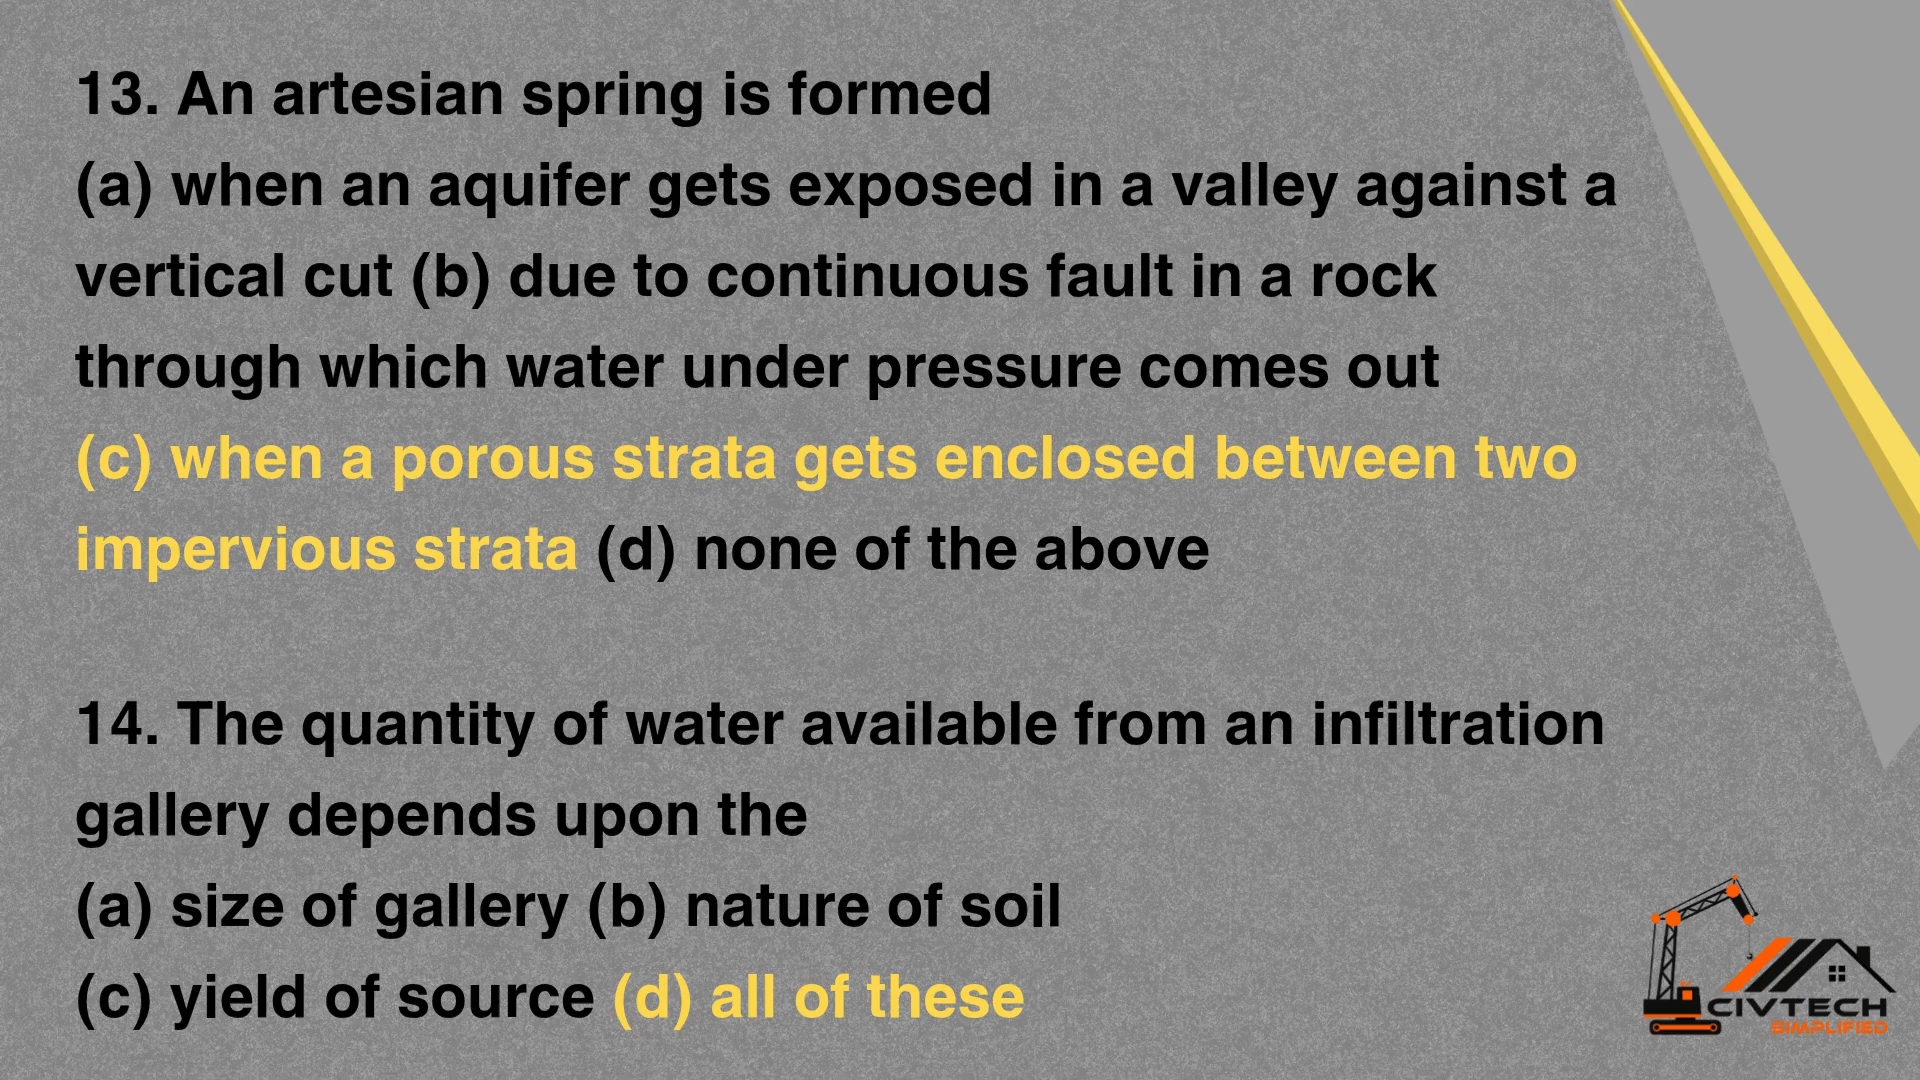 13. An artesian spring is formed
(a) when an aquifer gets exposed in a valley against a
vertical cut (b) due to continuous fault in a rock
through which water under pressure comes out
(c) when a porous strata gets enclosed between two
impervious strata (d) none of the above
14. The quantity of water available from an infiltration
gallery depends upon the
(a) size of gallery (b) nature of soil
(c) yield of source (d) all of these
CIVTECH
SIMPLIFIED